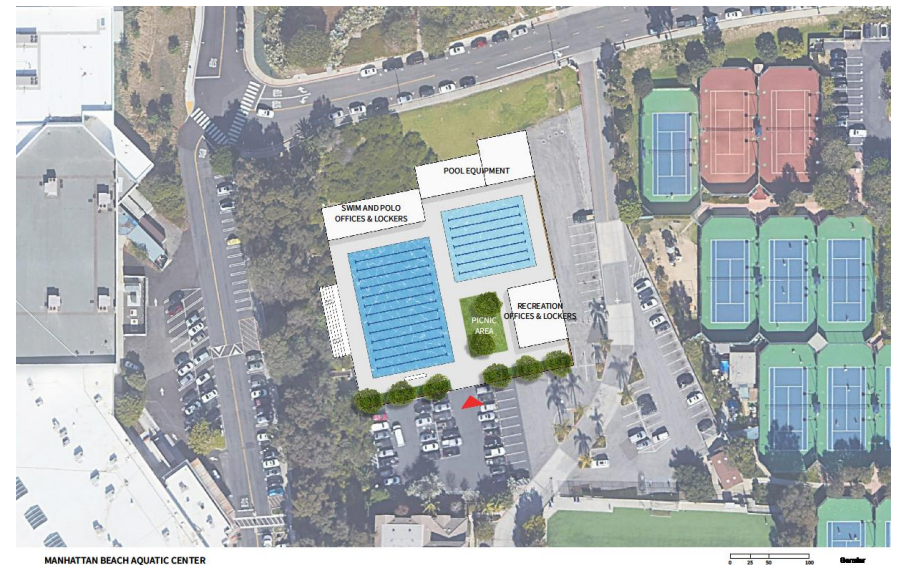 POOL EQUIPMENT
SWIM AND POLO
OFFICES & LOCKERS
RECREATION
OFFICES & LOCKERS
PICNIC
AREA
MANHATTAN BEACH AQUATIC CENTER
0 25 50 100